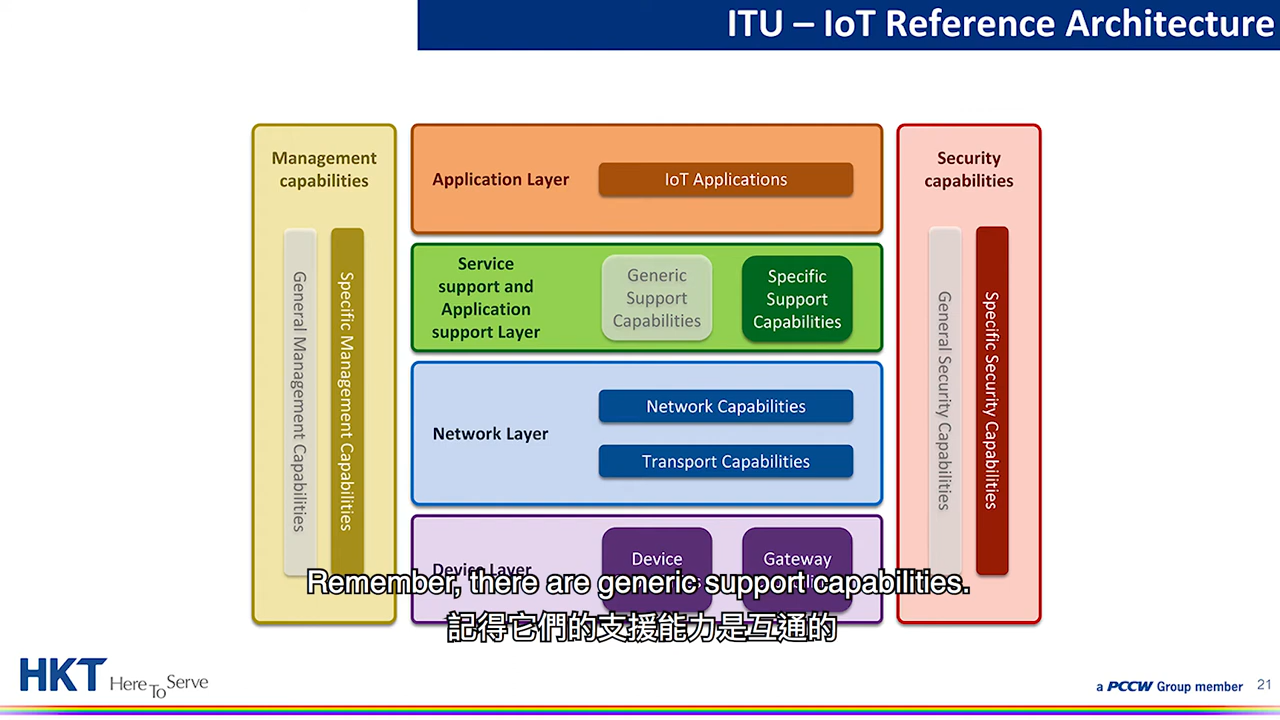 ITU – IoT Reference Architecture
Management
capabilities
General Management Capabilities
Specific Management Capabilities
Application Layer
IoT Applications
Service
support and
Application
support Layer
Generic
Support
Capabilities
Specific
Support
Capabilities
Network Layer
Network Capabilities
Transport Capabilities
Device Layer
Device
Gateway
Security
capabilities
General Security Capabilities
Specific Security Capabilities
Remember, there are generic support capabilities.
記得它們的支援能力是互通的
HKT Here To Serve
a PCCW Group member
21